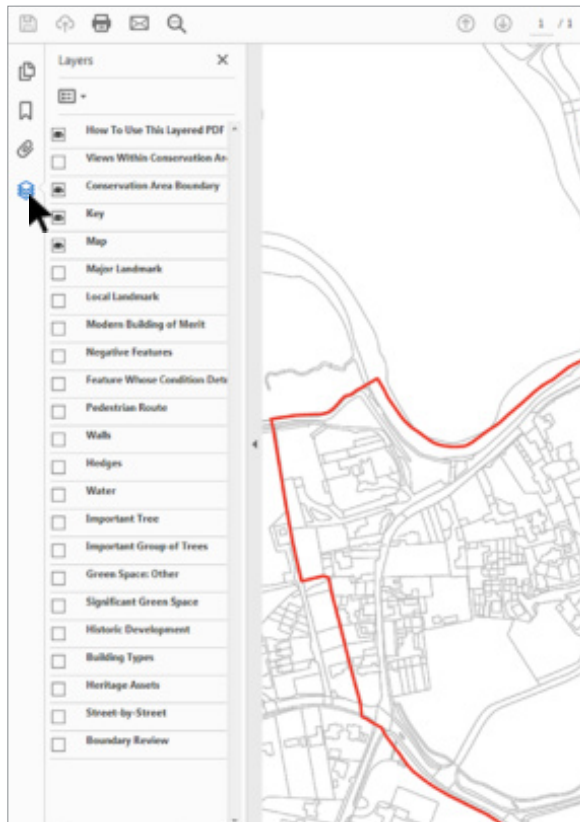 1 / 1
Layers
How To Use This Layered PDF
Views Within Conservation Ar
Conservation Area Boundary
Key
Map
Major Landmark
Local Landmark
Modern Building of Merit
Negative Features
Feature Whose Condition Detr
Pedestrian Route
Walls
Hedges
Water
Important Tree
Important Group of Trees
Green Space: Other
Significant Green Space
Historic Development
Building Types
Heritage Assets
Street-by-Street
Boundary Review